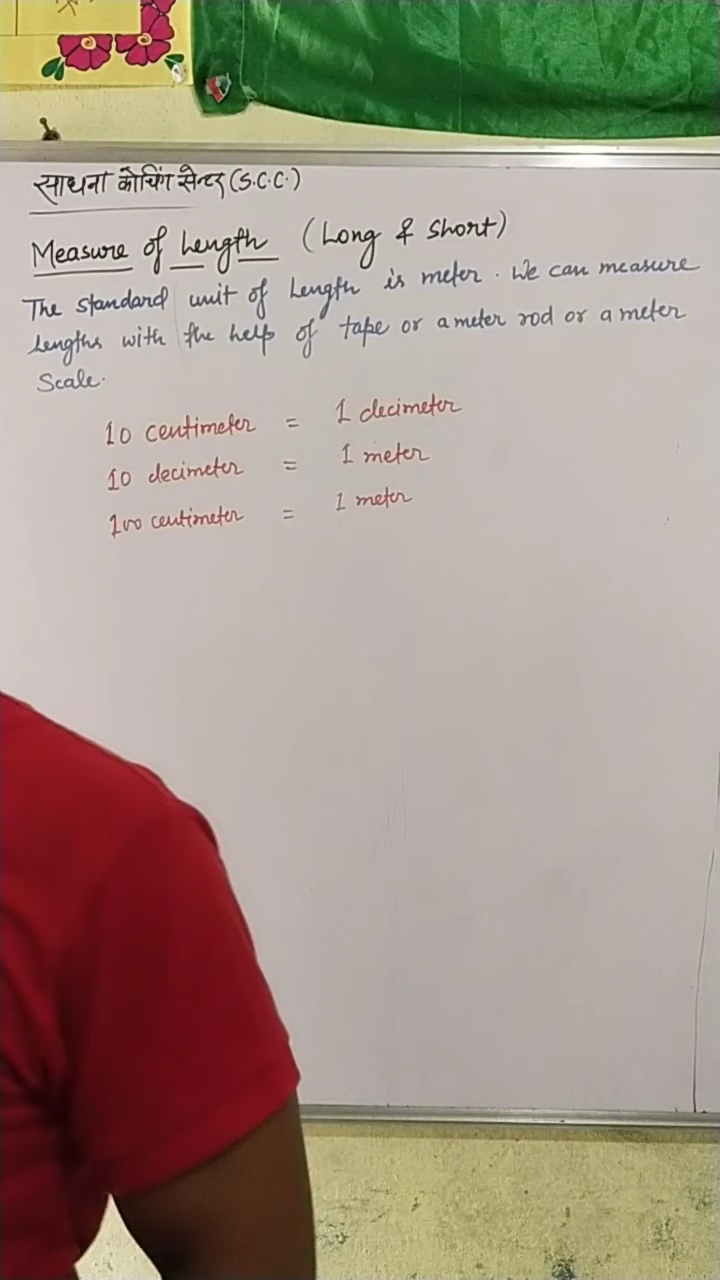 साधना कोचिंग सेन्टर (S.C.C.)
Measure of Length (Long & Short)
The standard unit of Length is meter. We can measure
Lengths with the help of tape or a meter rod or a meter
Scale.
10 centimeter = 1 decimeter
10 decimeter = 1 meter
100 centimeter = 1 meter